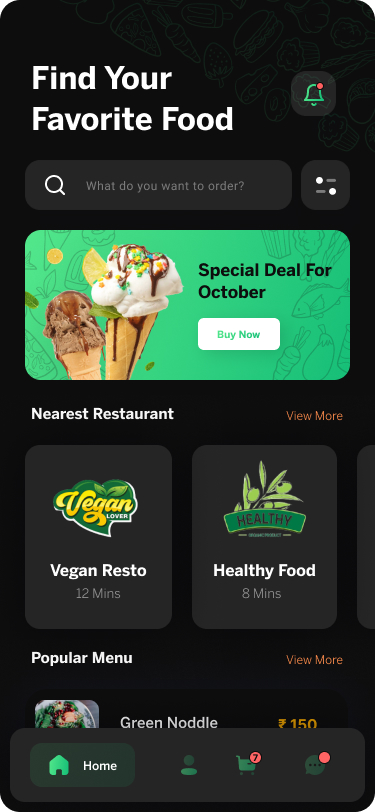 Find Your
Favorite Food
What do you want to order?
Special Deal For
October
Buy Now
Nearest Restaurant
View More
Vegan
LOVER
HEALTHY
ORGANIC PRODUCT
Vegan Resto
Healthy Food
12 Mins
8 Mins
Popular Menu
View More
Green Noddle
₹ 150
Home
7